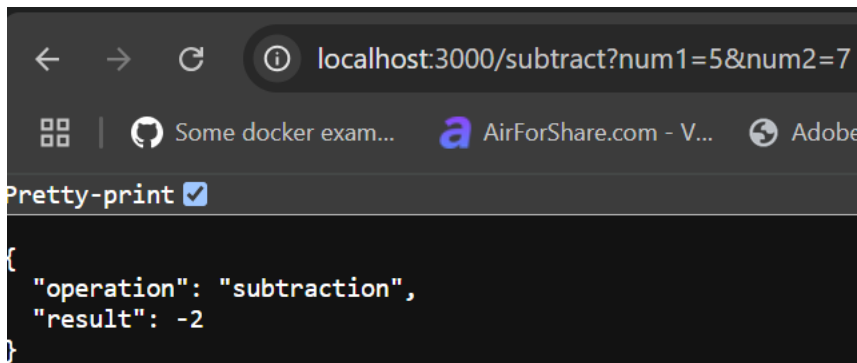 localhost:3000/subtract?num1=5&num2=7
Some docker exam... AirForShare.com - V... Adobe
Pretty-print
{
"operation": "subtraction",
"result": -2
}